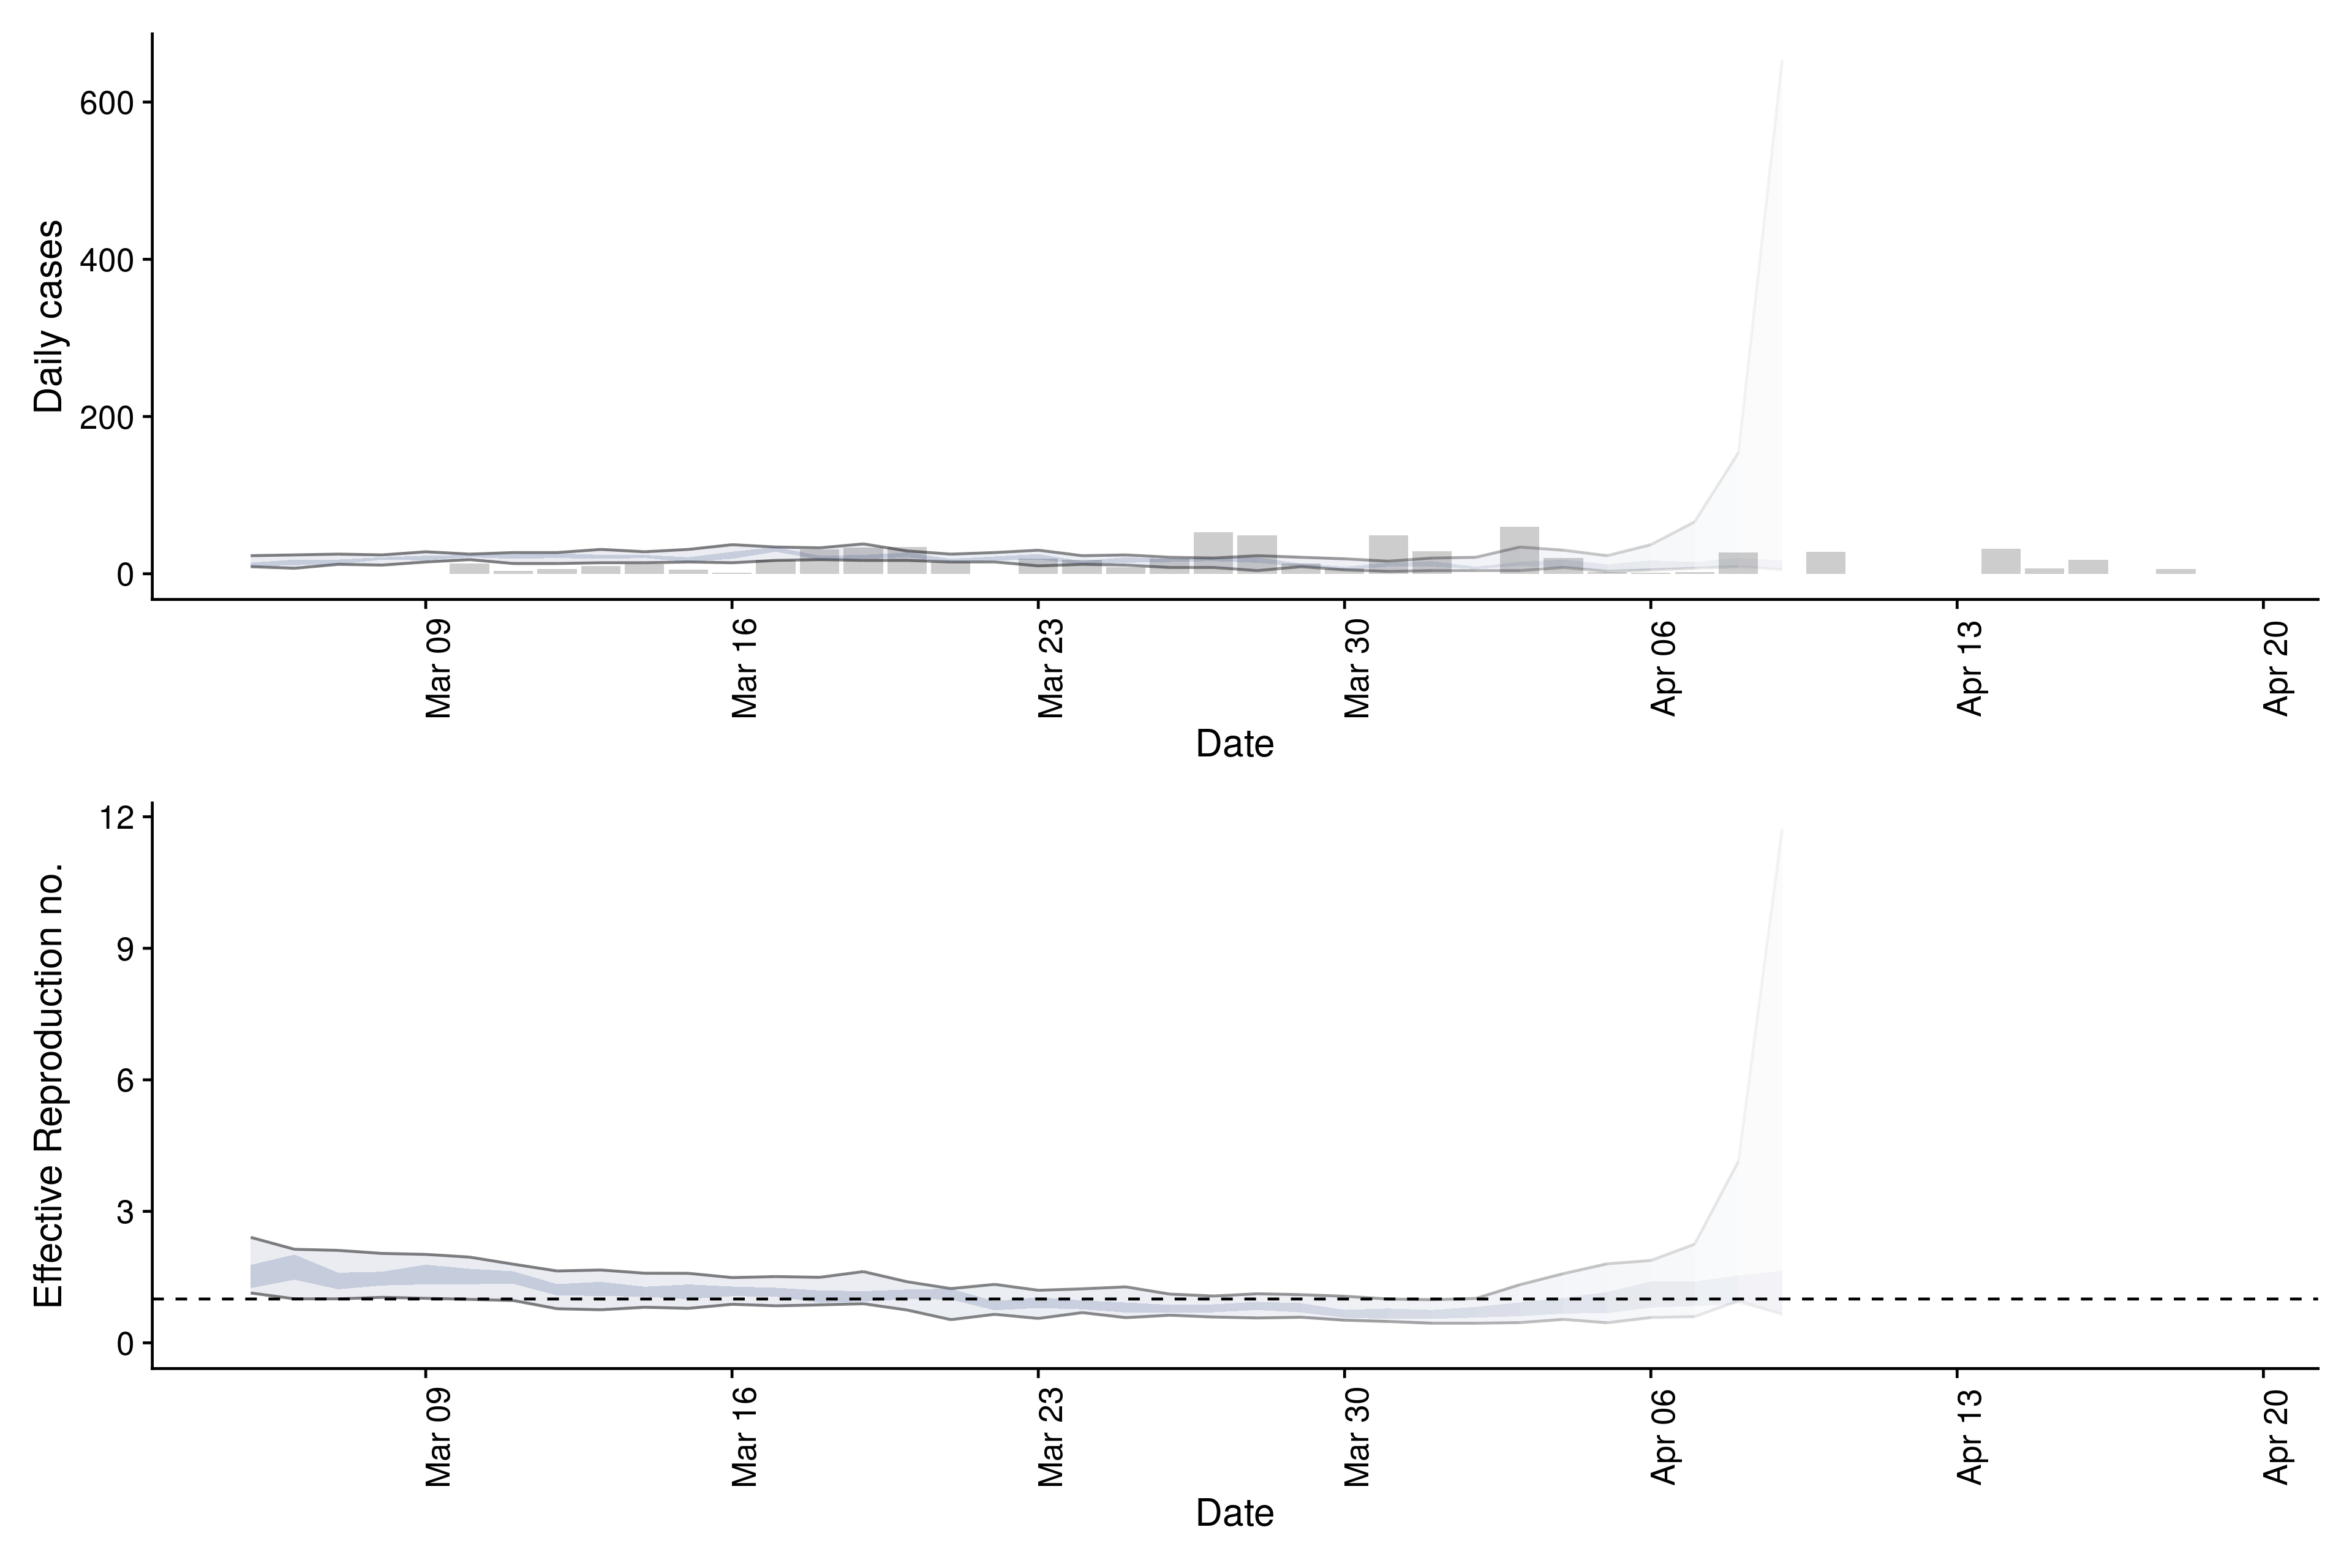 Daily cases
600
400
200
0
Mar 09
Mar 16
Mar 23
Mar 30
Apr 06
Apr 13
Apr 20
Date
Effective Reproduction no.
12
9
6
3
0
Mar 09
Mar 16
Mar 23
Mar 30
Apr 06
Apr 13
Apr 20
Date